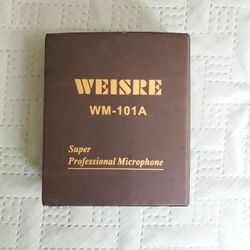 WEISRE
WM-101A
Super
Professional Microphone